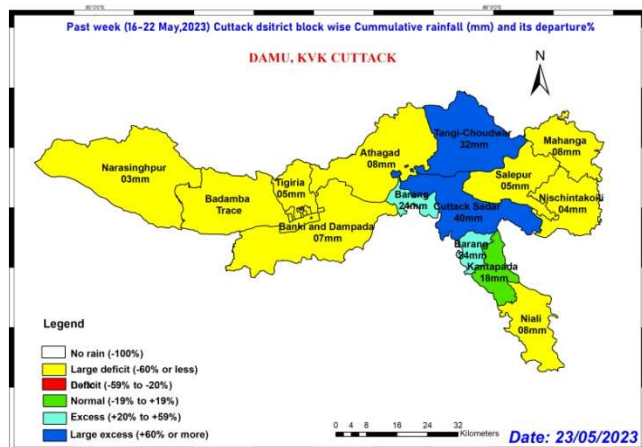 Past week (16-22 May,2023) Cuttack dsitrict block wise Cummulative rainfall (mm) and its departure%
DAMU, KVK CUTTACK
N
Tangi-Choudwar
32mm
Mahanga
08mm
Athagad
08mm
Narasinghpur
03mm
Salepur
05mm
Tigiria
05mm
Badamba
Trace
Nischintakoili
04mm
Barang
24mm
Cuttack Sadar
40mm
Banki and Dampada
07mm
Barang
24mm
Kantapada
18mm
Niali
08mm
Legend
No rain (-100%)
Large deficit (-60% or less)
Deficit (-59% to -20%)
Normal (-19% to +19%)
Excess (+20% to +59%)
Large excess (+60% or more)
0 4 8 16 24 32
Kilometers
Date: 23/05/2023